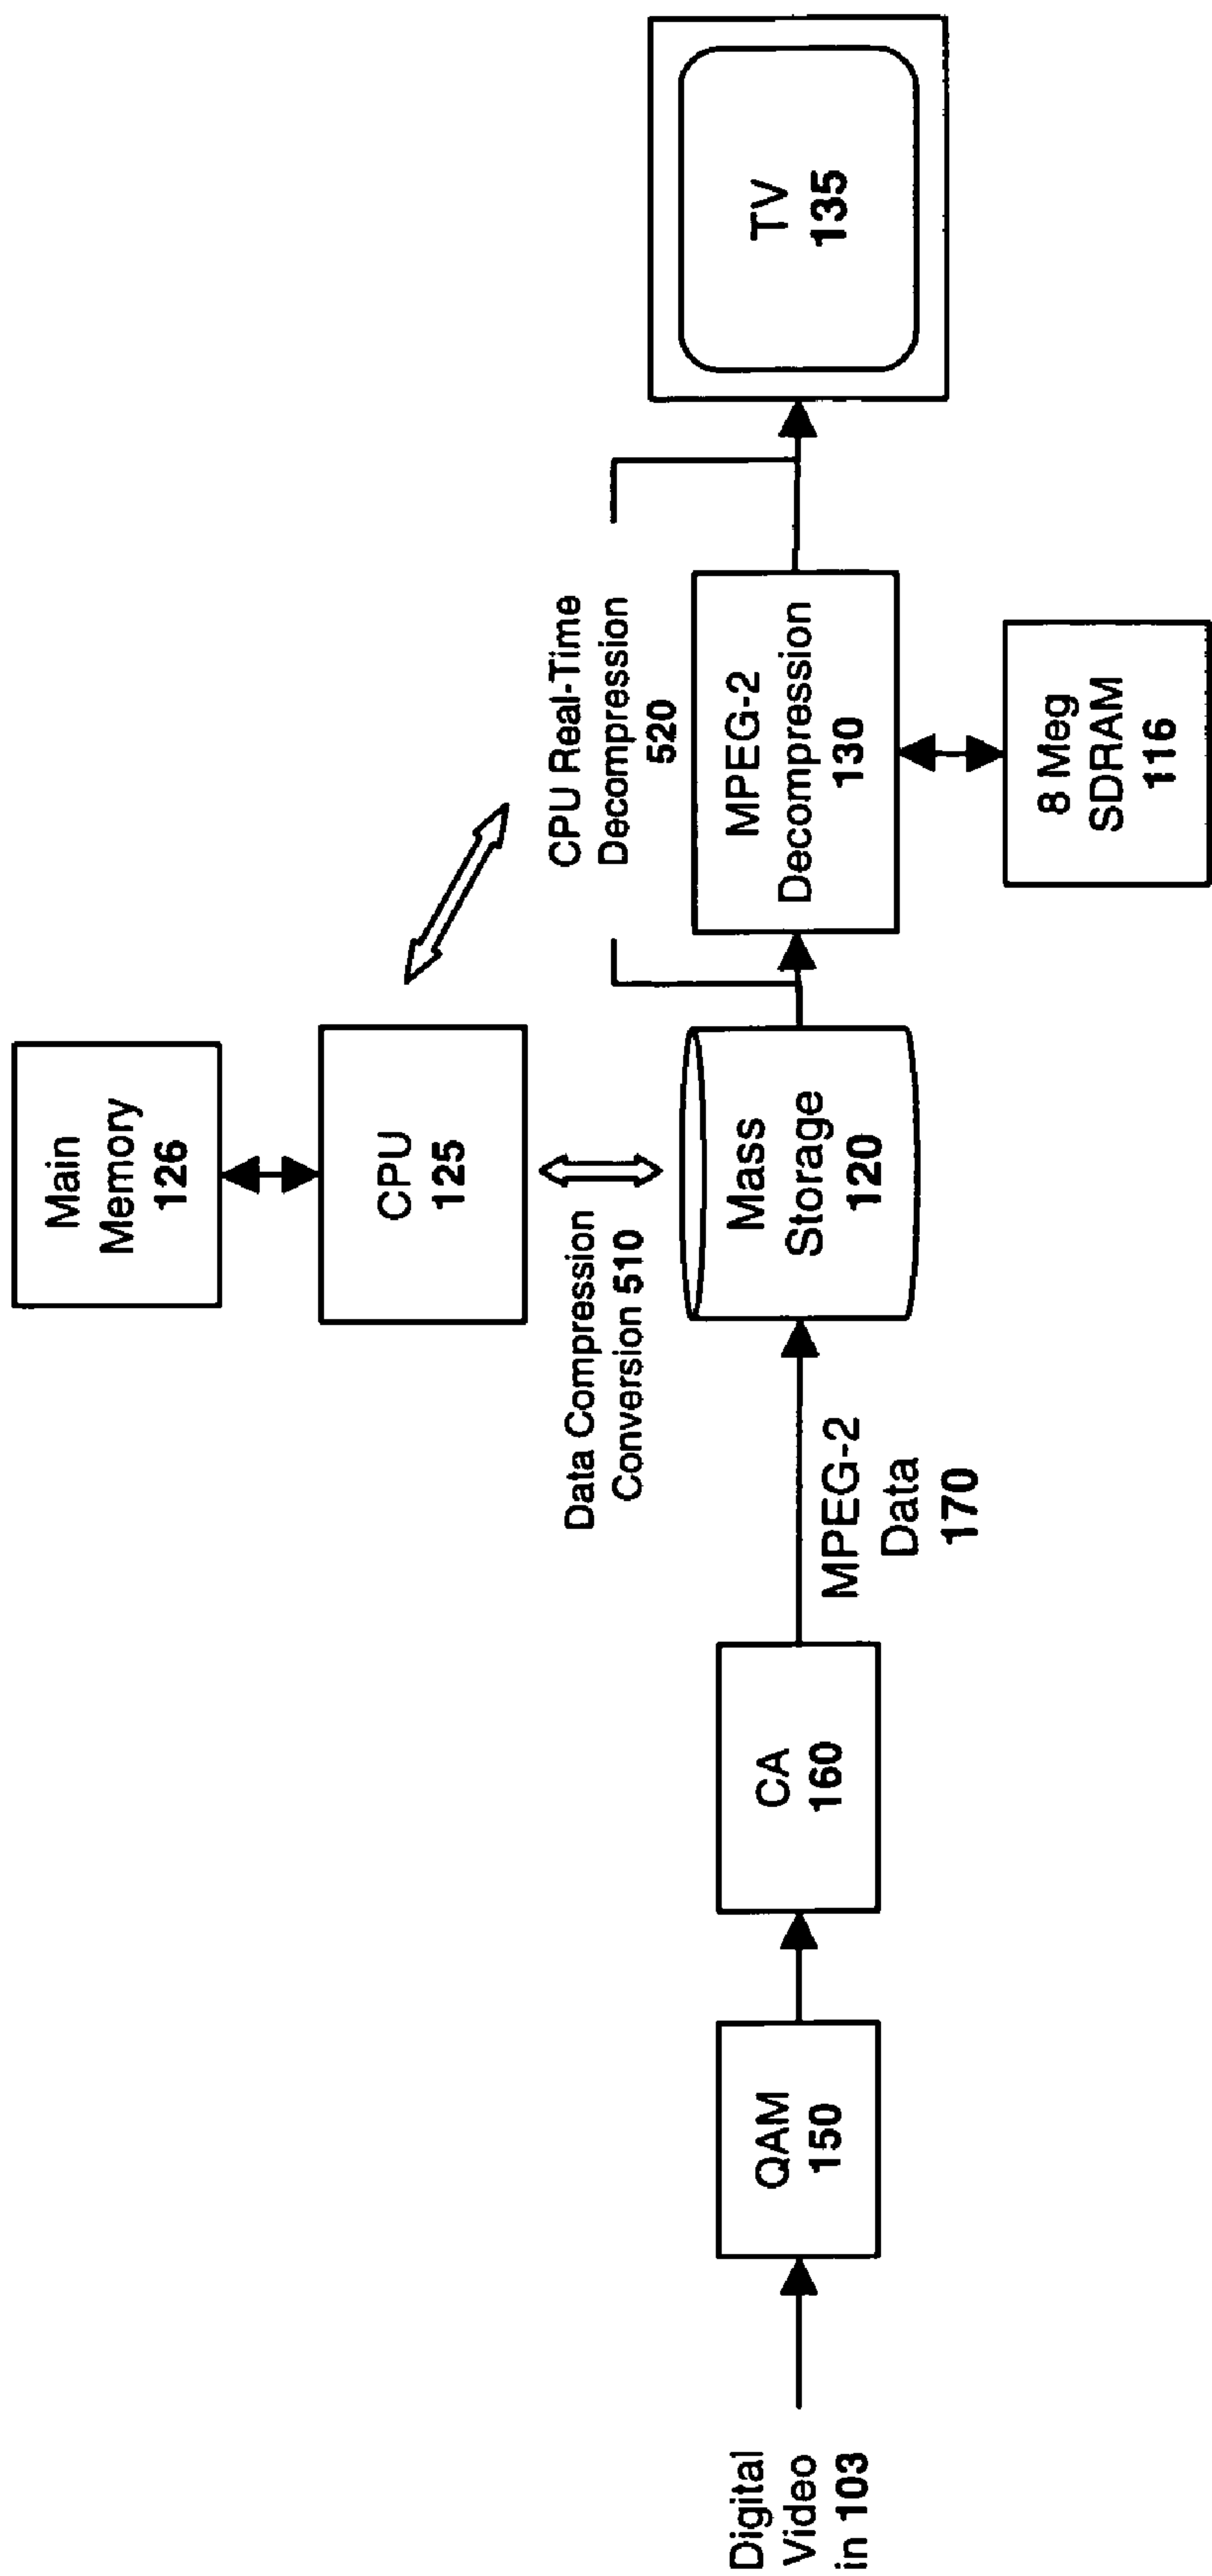 Main
Memory
126
CPU
125
Data Compression
Conversion 510
CPU Real-Time
Decompression
520
Digital
Video
in 103
QAM
150
CA
160
MPEG-2
Data
170
Mass
Storage
120
MPEG-2
Decompression
130
TV
135
8 Meg
SDRAM
116